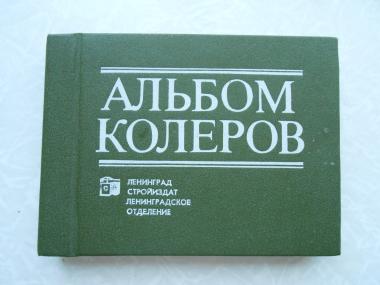 АЛЬБОМ
КОЛЕРОВ
ЛЕНИНГРАД
СТРОЙИЗДАТ
ЛЕНИНГРАДСКОЕ
ОТДЕЛЕНИЕ